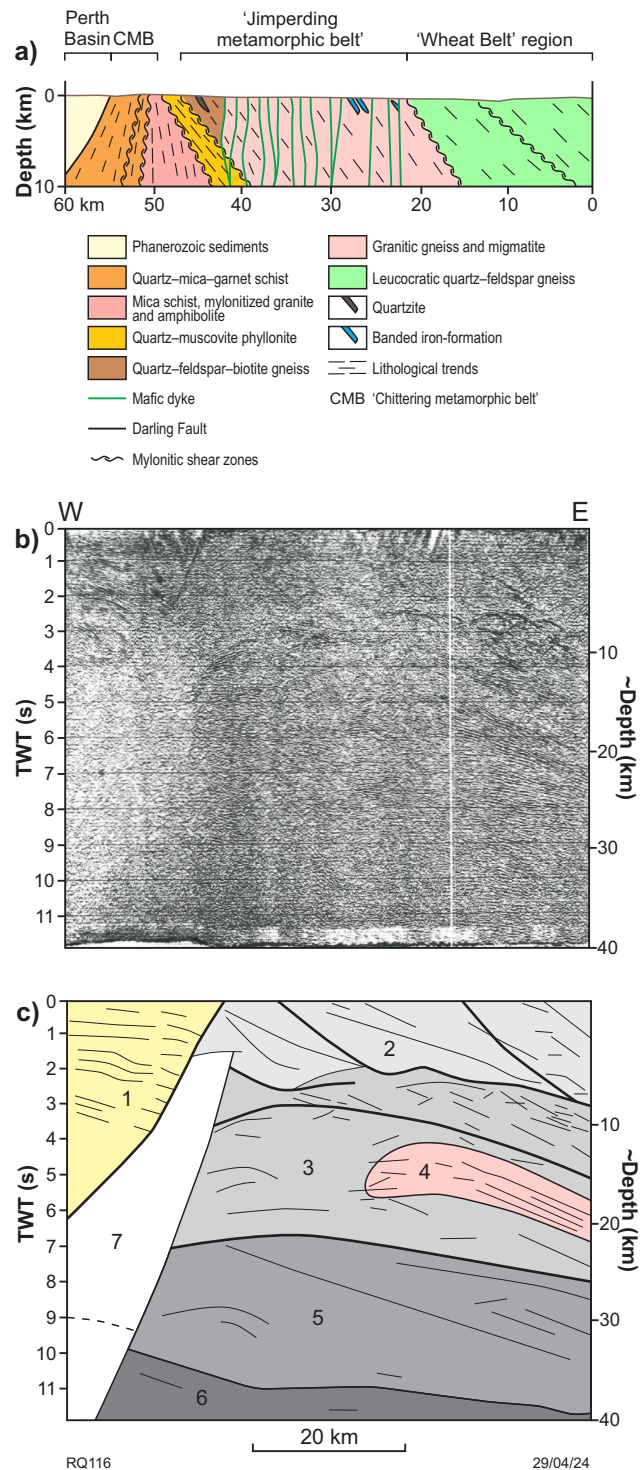 Perth
Basin CMB
'Jimperding
metamorphic belt'
'Wheat Belt' region
a)
Depth (km)
0
10
60 km
50
40
30
20
10
0
Phanerozoic sediments
Quartz–mica–garnet schist
Mica schist, mylonitized granite
and amphibolite
Quartz–muscovite phyllonite
Quartz–feldspar–biotite gneiss
Mafic dyke
Darling Fault
Mylonitic shear zones
Granitic gneiss and migmatite
Leucocratic quartz–feldspar gneiss
Quartzite
Banded iron-formation
Lithological trends
CMB 'Chittering metamorphic belt'
W
E
b)
TWT (s)
0
1
2
3
4
5
6
7
8
9
10
11
~Depth (km)
10
20
30
40
c)
TWT (s)
0
1
2
3
4
5
6
7
8
9
10
11
1
2
3
4
5
6
7
~Depth (km)
10
20
30
40
20 km
RQ116
29/04/24